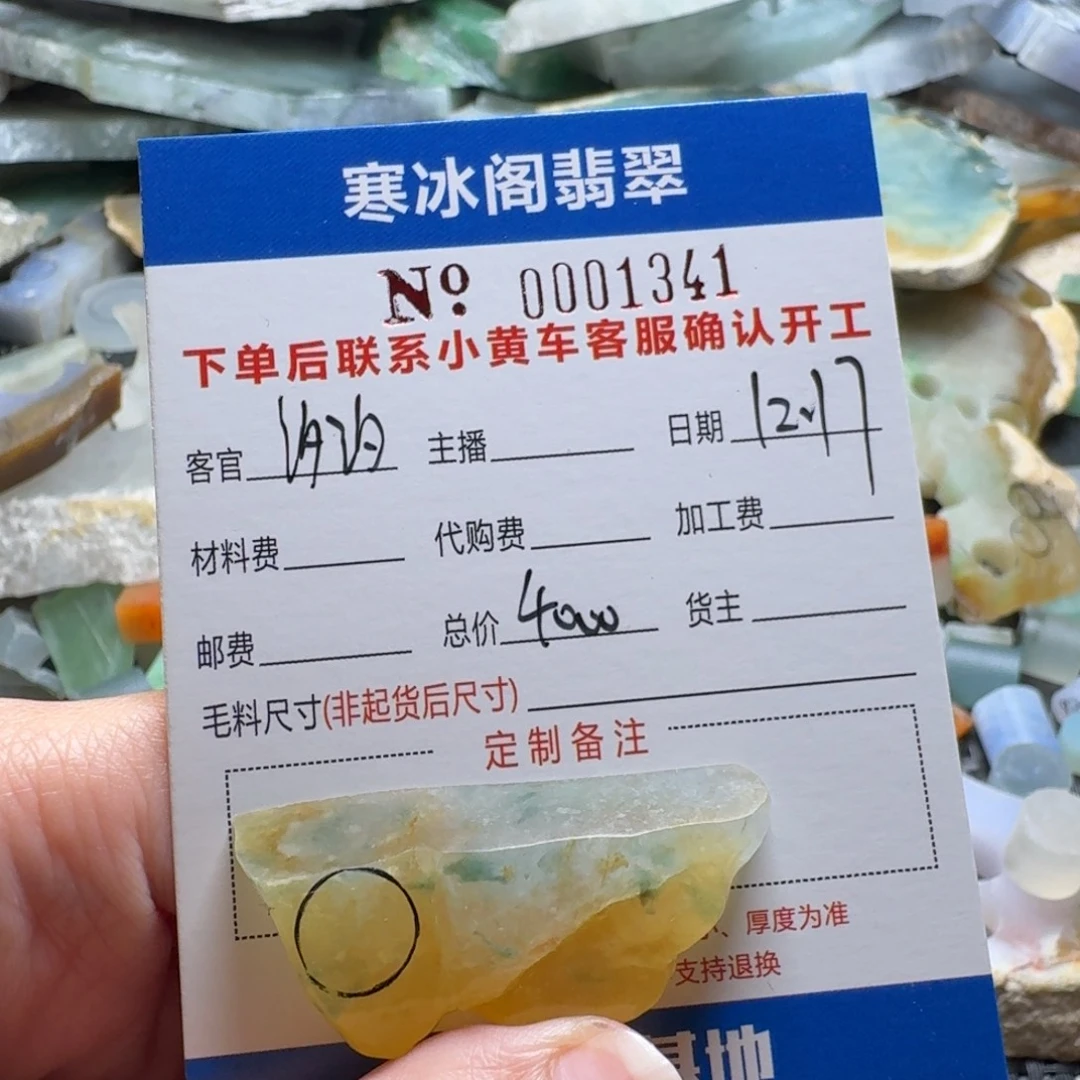 寒冰阁翡翠
No. 0001341
下单后联系小黄车客服确认开工
客官 主播 日期 12.17
材料费 代购费 加工费
邮费 总价 4000 货主
毛料尺寸(非起货后尺寸)
定制备注
、厚度为准
支持退换
基地